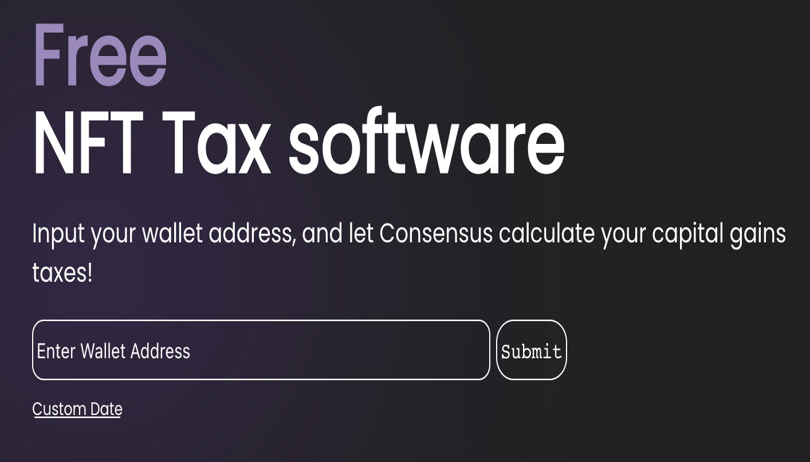 Free
NFT Tax software
Input your wallet address, and let Consensus calculate your capital gains
taxes!
Enter Wallet Address
Submit
Custom Date